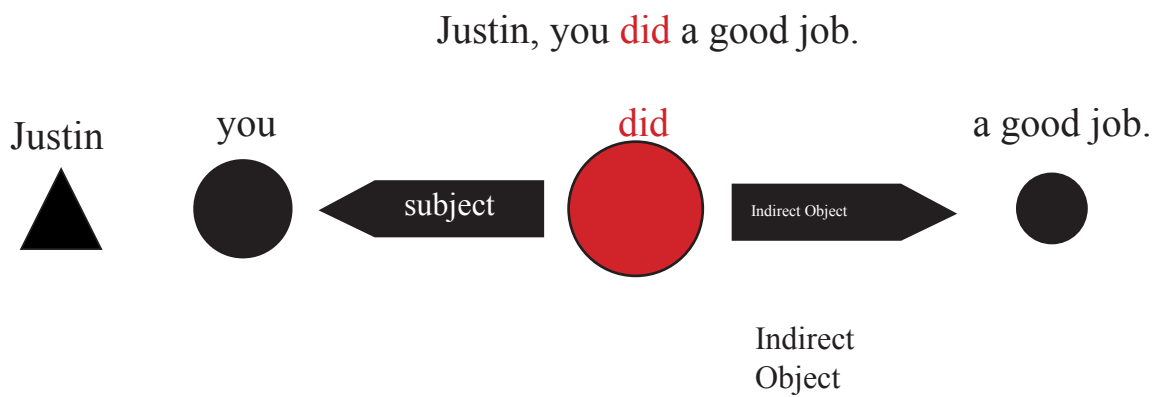 Justin, you did a good job.
Justin
you
did
a good job.
subject
Indirect Object
Indirect
Object